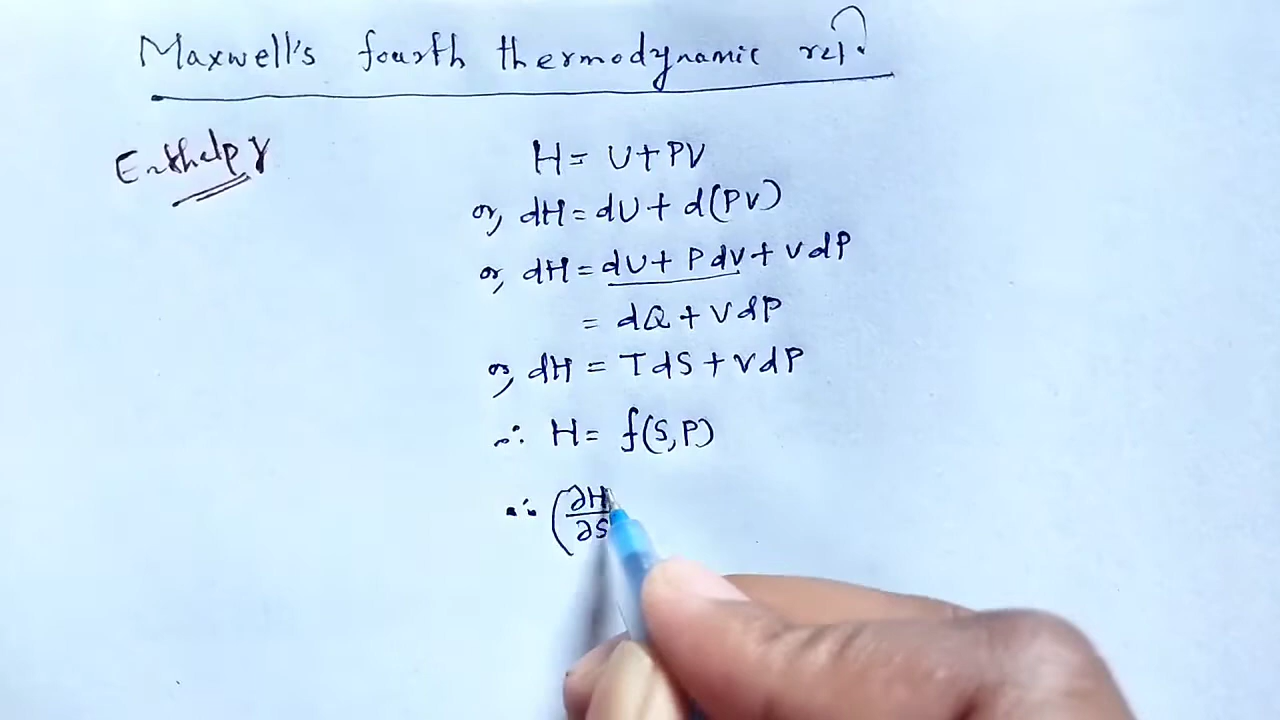 Maxwell's fourth thermodynamic relⁿ
Enthalpy
H = U + PV
or, dH = dU + d(PV)
or, dH = dU + PdV + VdP
= dQ + VdP
or, dH = TdS + VdP
∴ H = f(S,P)
∴ (∂H/∂S